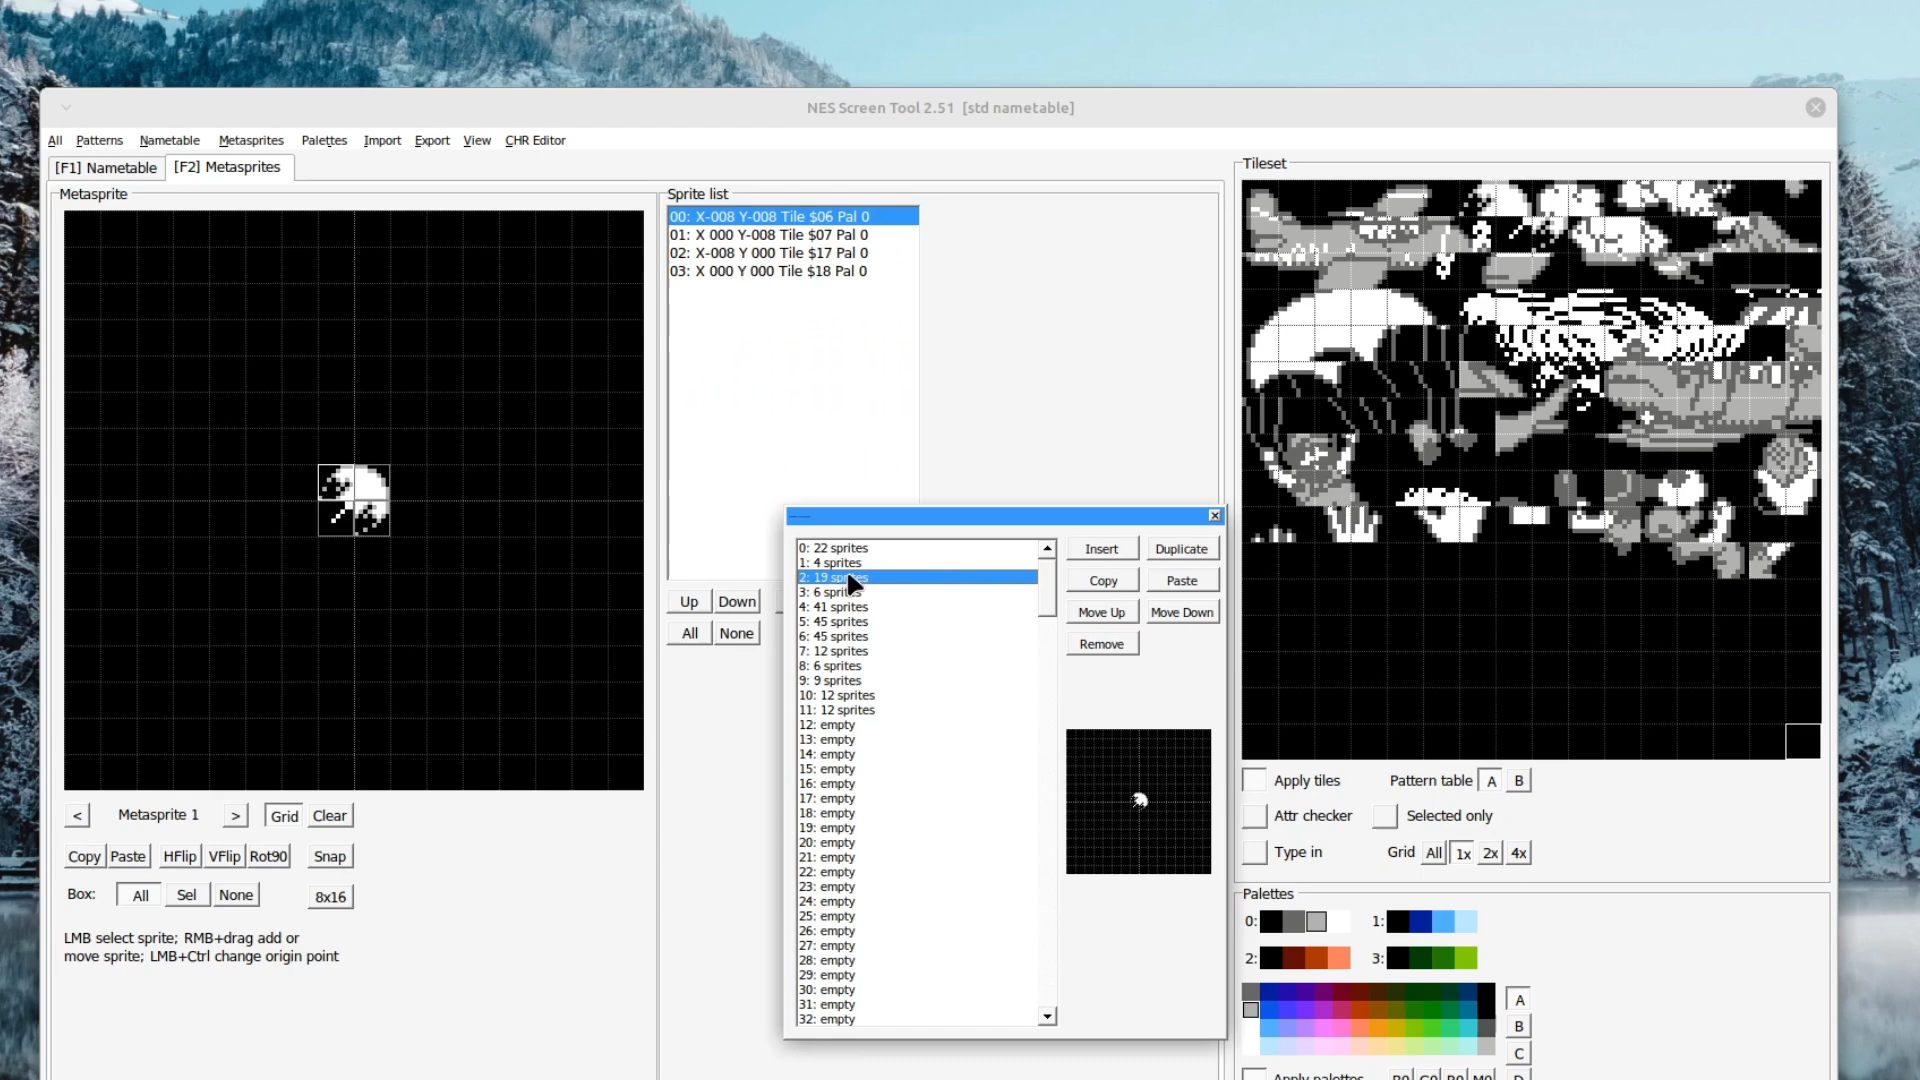 NES Screen Tool 2.51 [std nametable]
All Patterns Nametable Metasprites Palettes Import Export View CHR Editor
[F1] Nametable [F2] Metasprites
Metasprite
Sprite list
00: X-008 Y-008 Tile $06 Pal 0
01: X 000 Y-008 Tile $07 Pal 0
02: X-008 Y 000 Tile $17 Pal 0
03: X 000 Y 000 Tile $18 Pal 0
Up Down
All None
0: 22 sprites
1: 4 sprites
2: 19 sprites
3: 6 sprites
4: 41 sprites
5: 45 sprites
6: 45 sprites
7: 12 sprites
8: 6 sprites
9: 9 sprites
10: 12 sprites
11: 12 sprites
12: empty
13: empty
14: empty
15: empty
16: empty
17: empty
18: empty
19: empty
20: empty
21: empty
22: empty
23: empty
24: empty
25: empty
26: empty
27: empty
28: empty
29: empty
30: empty
31: empty
32: empty
Insert Duplicate
Copy Paste
Move Up Move Down
Remove
< Metasprite 1 > Grid Clear
Copy Paste HFlip VFlip Rot90 Snap
Box: All Sel None 8x16
LMB select sprite; RMB+drag add or
move sprite; LMB+Ctrl change origin point
Tileset
Apply tiles Pattern table A B
Attr checker Selected only
Type in Grid All 1x 2x 4x
Palettes
0: 1:
2: 3:
A
B
C
Apply palettes